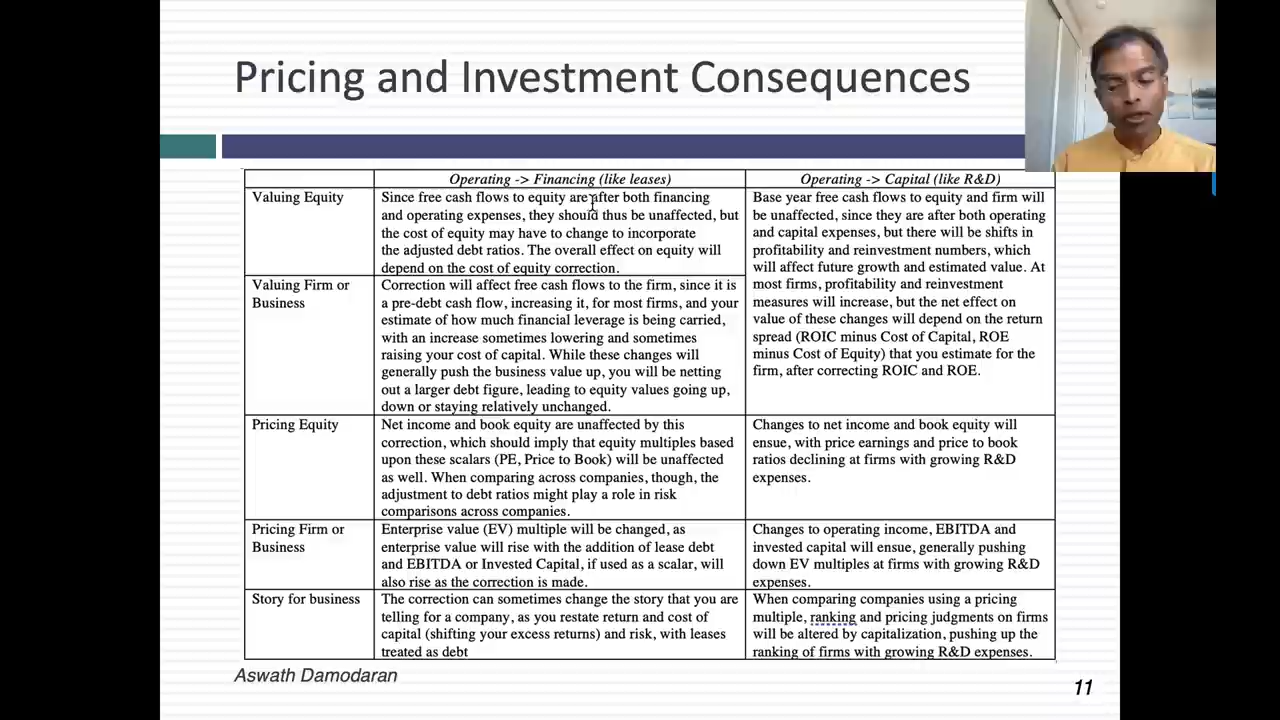 Pricing and Investment Consequences
Operating -> Financing (like leases)
Operating -> Capital (like R&D)
Valuing Equity
Since free cash flows to equity are after both financing
and operating expenses, they should thus be unaffected, but
the cost of equity may have to change to incorporate
the adjusted debt ratios. The overall effect on equity will
depend on the cost of equity correction.
Base year free cash flows to equity and firm will
be unaffected, since they are after both operating
and capital expenses, but there will be shifts in
profitability and reinvestment numbers, which
will affect future growth and estimated value. At
most firms, profitability and reinvestment
measures will increase, but the net effect on
value of these changes will depend on the return
spread (ROIC minus Cost of Capital, ROE
minus Cost of Equity) that you estimate for the
firm, after correcting ROIC and ROE.
Valuing Firm or
Business
Correction will affect free cash flows to the firm, since it is
a pre-debt cash flow, increasing it, for most firms, and your
estimate of how much financial leverage is being carried,
with an increase sometimes lowering and sometimes
raising your cost of capital. While these changes will
generally push the business value up, you will be netting
out a larger debt figure, leading to equity values going up,
down or staying relatively unchanged.
Pricing Equity
Net income and book equity are unaffected by this
correction, which should imply that equity multiples based
upon these scalars (PE, Price to Book) will be unaffected
as well. When comparing across companies, though, the
adjustment to debt ratios might play a role in risk
comparisons across companies.
Changes to net income and book equity will
ensue, with price earnings and price to book
ratios declining at firms with growing R&D
expenses.
Pricing Firm or
Business
Enterprise value (EV) multiple will be changed, as
enterprise value will rise with the addition of lease debt
and EBITDA or Invested Capital, if used as a scalar, will
also rise as the correction is made.
Changes to operating income, EBITDA and
invested capital will ensue, generally pushing
down EV multiples at firms with growing R&D
expenses.
Story for business
The correction can sometimes change the story that you are
telling for a company, as you restate return and cost of
capital (shifting your excess returns) and risk, with leases
treated as debt
When comparing companies using a pricing
multiple, ranking and pricing judgments on firms
will be altered by capitalization, pushing up the
ranking of firms with growing R&D expenses.
Aswath Damodaran
11